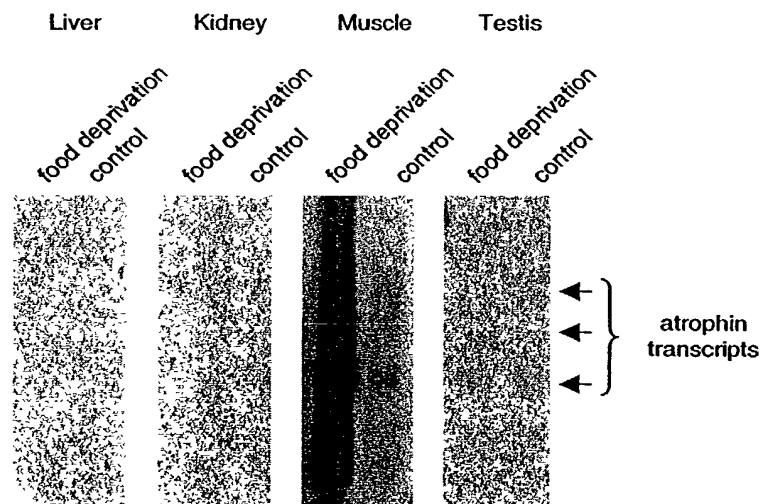 Liver Kidney Muscle Testis
food deprivation control food deprivation control food deprivation control food deprivation control
atrophin
transcripts